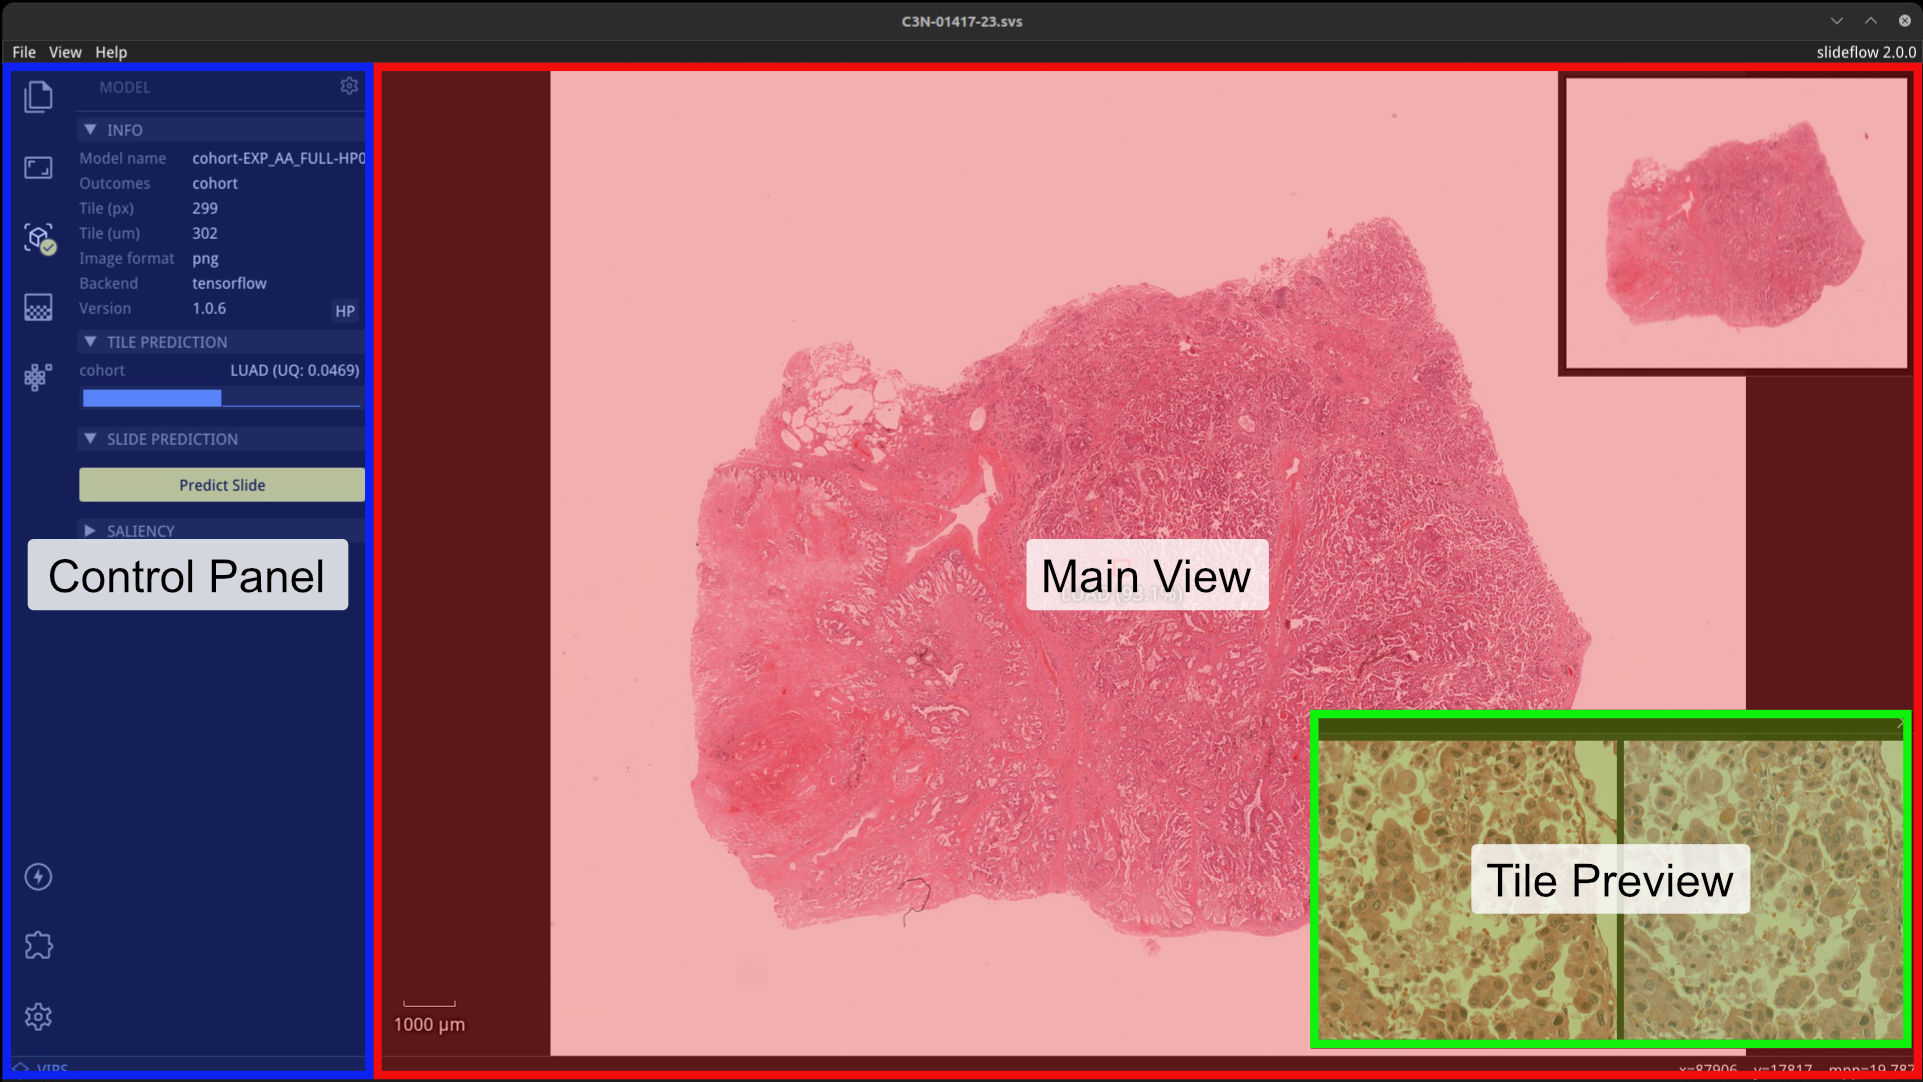 C3N-01417-23.svs
File View Help
slideflow 2.0.0
MODEL
INFO
Model name cohort-EXP_AA_FULL-HP0
Outcomes cohort
Tile (px) 299
Tile (um) 302
Image format png
Backend tensorflow
Version 1.0.6
HP
TILE PREDICTION
cohort LUAD (UQ: 0.0469)
SLIDE PREDICTION
Predict Slide
SALIENCY
Control Panel
Main View
LUAD (93.1%)
Tile Preview
1000 µm
VIPS
x=87906 y=17817 mpp=19.787